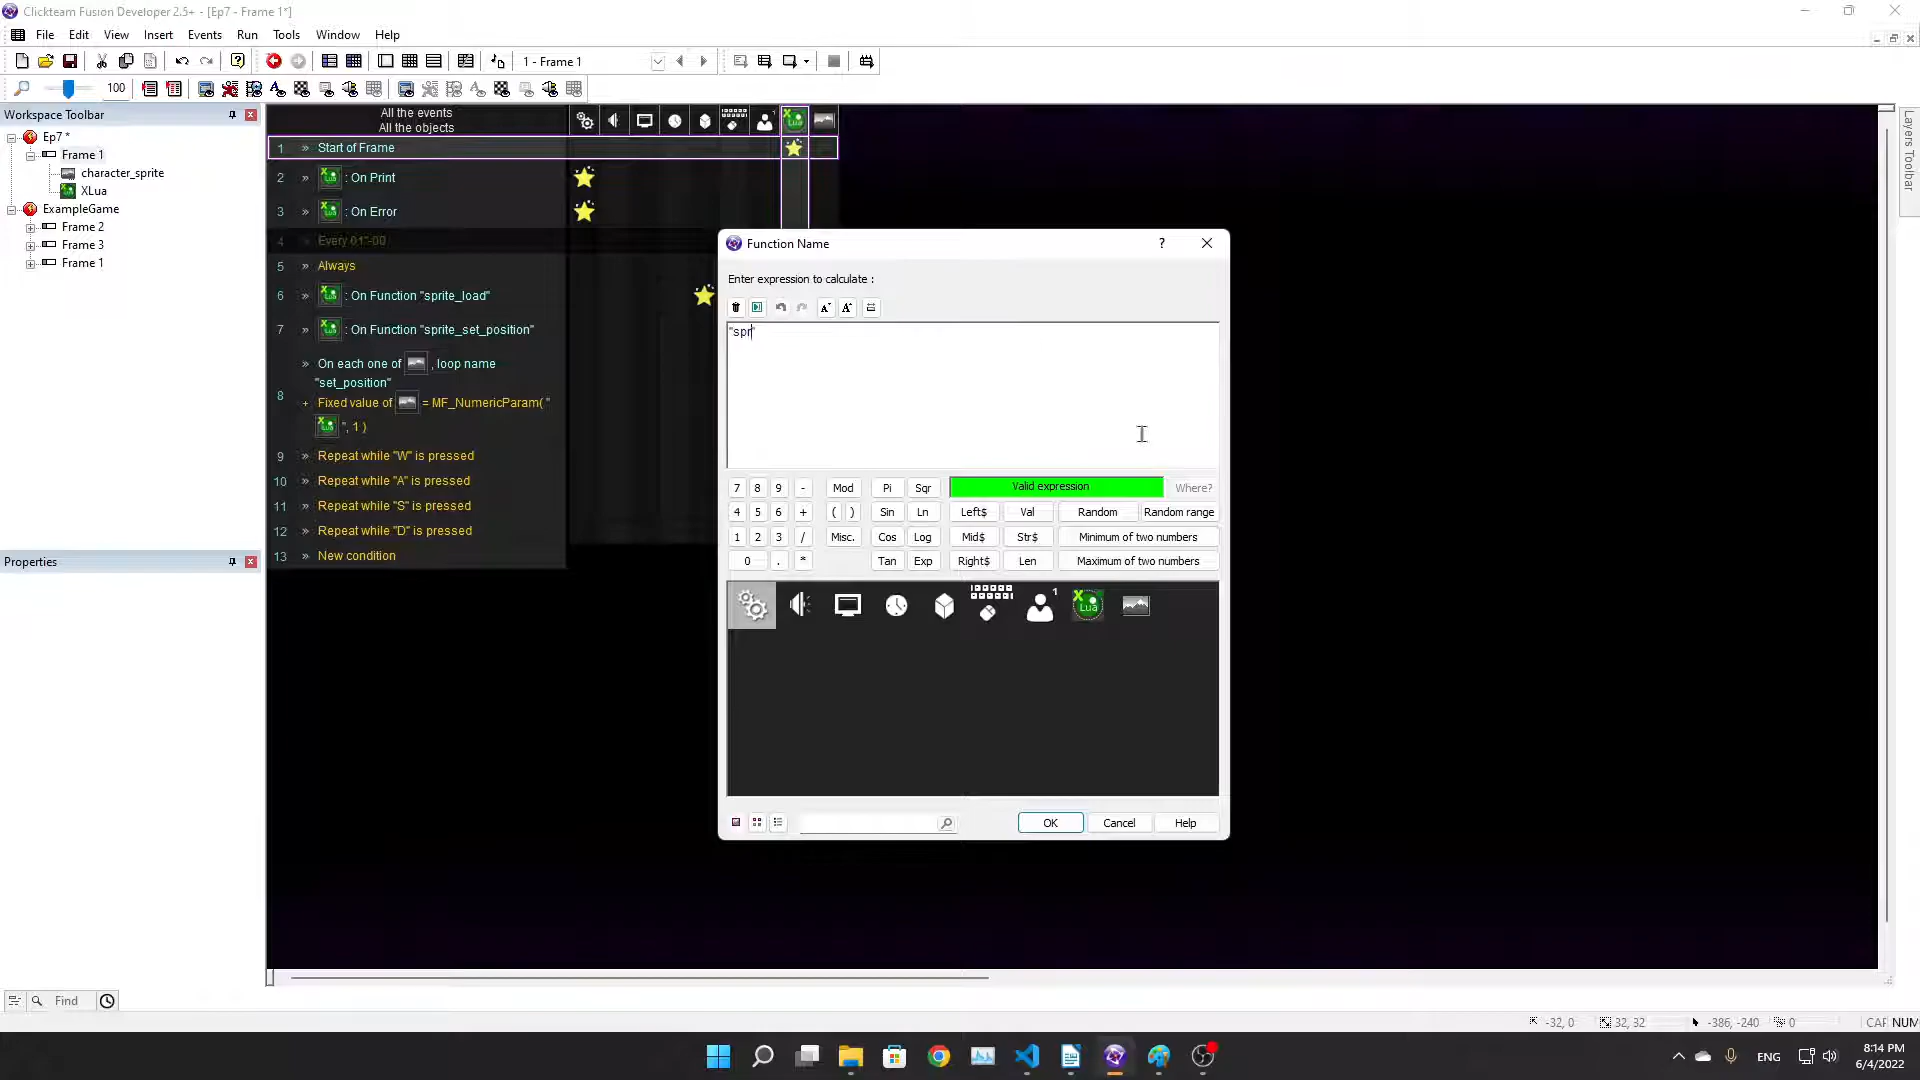 Clickteam Fusion Developer 2.5+ - [Ep7 - Frame 1*]
File Edit View Insert Events Run Tools Window Help
1 - Frame 1
100
Workspace Toolbar
Ep7 *
Frame 1
character_sprite
XLua
ExampleGame
Frame 2
Frame 3
Frame 1
Properties
Find
All the events
All the objects
1 » Start of Frame
2 » : On Print
3 » : On Error
4 » Every 01"-00
5 » Always
6 » : On Function "sprite_load"
7 » : On Function "sprite_set_position"
» On each one of , loop name
"set_position"
8
+ Fixed value of = MF_NumericParam( "
", 1 )
9 » Repeat while "W" is pressed
10 » Repeat while "A" is pressed
11 » Repeat while "S" is pressed
12 » Repeat while "D" is pressed
13 » New condition
Function Name
?
Enter expression to calculate :
"spr"
7 8 9 - Mod Pi Sqr Valid expression Where?
4 5 6 + ( ) Sin Ln Left$ Val Random Random range
1 2 3 / Misc. Cos Log Mid$ Str$ Minimum of two numbers
0 . * Tan Exp Right$ Len Maximum of two numbers
1
X
Lua
OK Cancel Help
Layers Toolbar
-32, 0 32, 32 -386, -240 0 CAF NUM
ENG
8:14 PM
6/4/2022